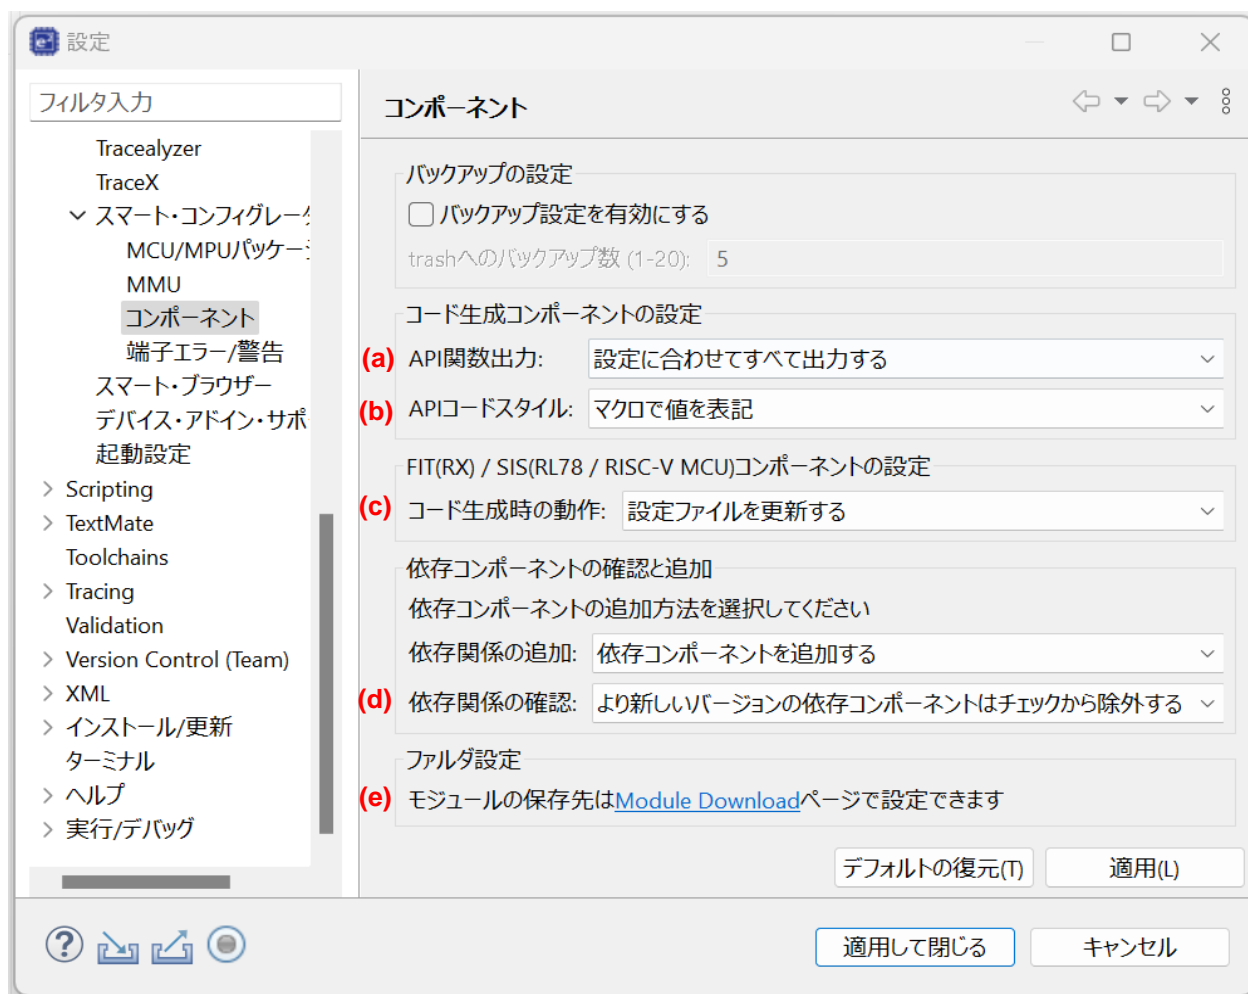 設定
フィルタ入力
Tracealyzer
TraceX
スマート・コンフィグレータ
MCU/MPUパッケージ
MMU
コンポーネント
端子エラー/警告
スマート・ブラウザー
デバイス・アドイン・サポ
起動設定
Scripting
TextMate
Toolchains
Tracing
Validation
Version Control (Team)
XML
インストール/更新
ターミナル
ヘルプ
実行/デバッグ
コンポーネント
バックアップの設定
バックアップ設定を有効にする
trashへのバックアップ数 (1-20): 5
コード生成コンポーネントの設定
(a) API関数出力: 設定に合わせてすべて出力する
(b) APIコードスタイル: マクロで値を表記
FIT(RX) / SIS(RL78 / RISC-V MCU)コンポーネントの設定
(c) コード生成時の動作: 設定ファイルを更新する
依存コンポーネントの確認と追加
依存コンポーネントの追加方法を選択してください
依存関係の追加: 依存コンポーネントを追加する
(d) 依存関係の確認: より新しいバージョンの依存コンポーネントはチェックから除外する
ファルダ設定
(e) モジュールの保存先はModule Downloadページで設定できます
デフォルトの復元(T) 適用(L)
適用して閉じる キャンセル